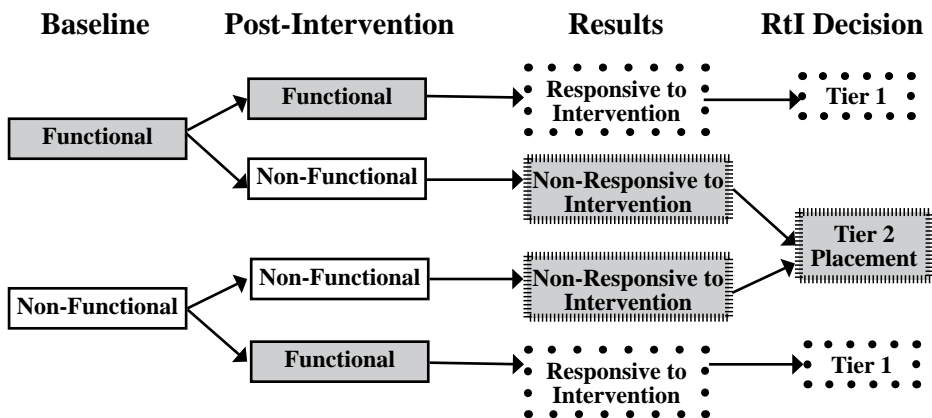 Baseline Post-Intervention Results RtI Decision
Functional
Functional
Responsive to
Intervention
Tier 1
Non-Functional
Non-Responsive to
Intervention
Tier 2
Placement
Non-Functional
Non-Functional
Non-Responsive to
Intervention
Functional
Responsive to
Intervention
Tier 1